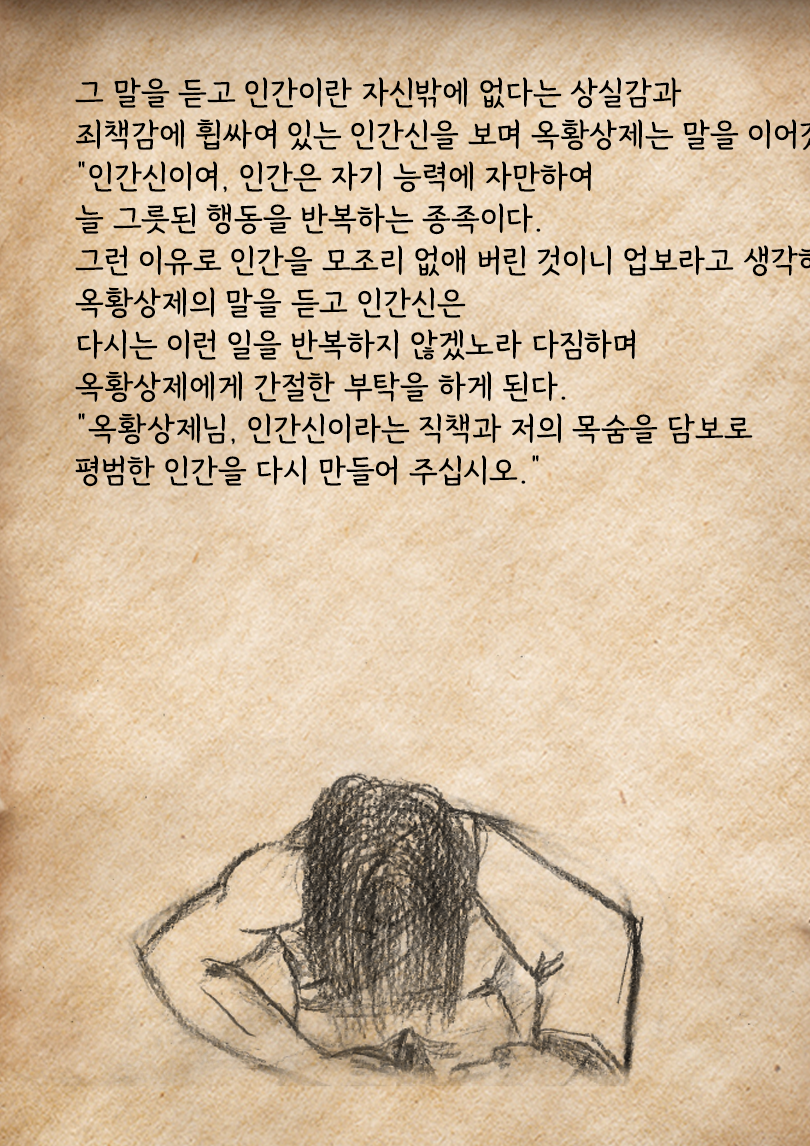 그 말을 듣고 인간이란 자신밖에 없다는 상실감과
죄책감에 휩싸여 있는 인간신을 보며 옥황상제는 말을
"인간신이여, 인간은 자기 능력에 자만하여
늘 그릇된 행동을 반복하는 종족이다.
그런 이유로 인간을 모조리 없애 버린 것이니 업보라고
옥황상제의 말을 듣고 인간신은
다시는 이런 일을 반복하지 않겠노라 다짐하며
옥황상제에게 간절한 부탁을 하게 된다.
"옥황상제님, 인간신이라는 직책과 저의 목숨을 담보로
평범한 인간을 다시 만들어 주십시오."